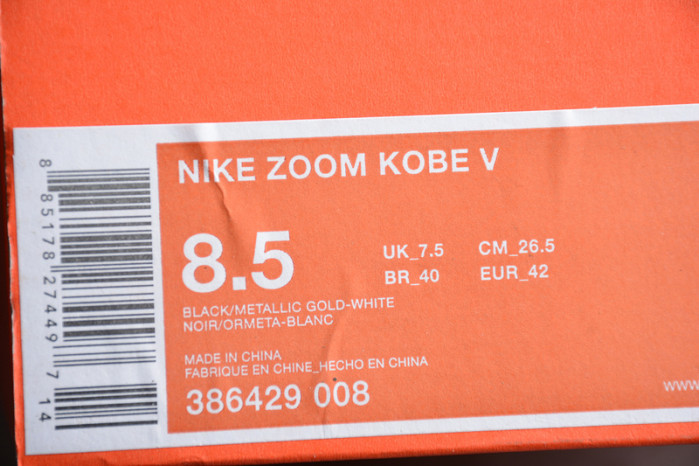 NIKE ZOOM KOBE V
8.5
UK_7.5 CM_26.5
BR_40 EUR_42
BLACK/METALLIC GOLD-WHITE
NOIR/ORMETA-BLANC
MADE IN CHINA
FABRIQUE EN CHINE_HECHO EN CHINA
386429 008
www.
8 85178 27449 7 14